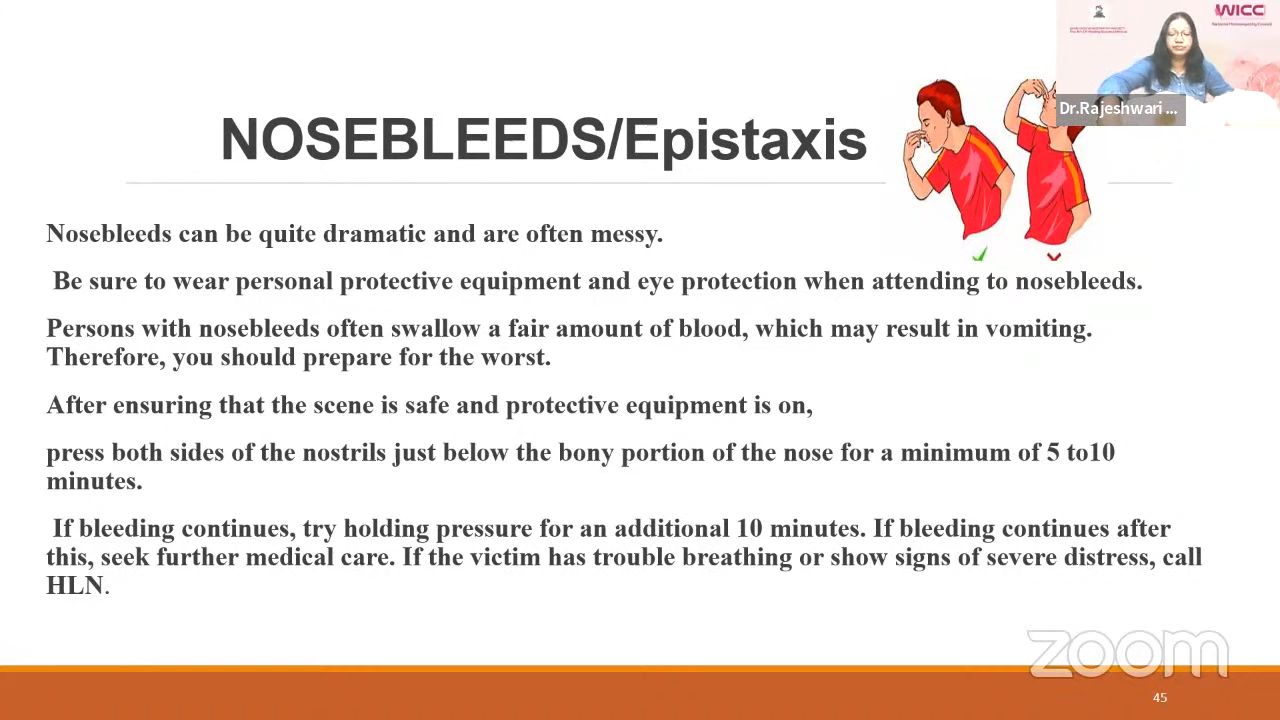 WICC
Dr.Rajeshwari ...
NOSEBLEEDS/Epistaxis
Nosebleeds can be quite dramatic and are often messy.
Be sure to wear personal protective equipment and eye protection when attending to nosebleeds.
Persons with nosebleeds often swallow a fair amount of blood, which may result in vomiting.
Therefore, you should prepare for the worst.
After ensuring that the scene is safe and protective equipment is on,
press both sides of the nostrils just below the bony portion of the nose for a minimum of 5 to10
minutes.
If bleeding continues, try holding pressure for an additional 10 minutes. If bleeding continues after
this, seek further medical care. If the victim has trouble breathing or show signs of severe distress, call
HLN.
zoom
45